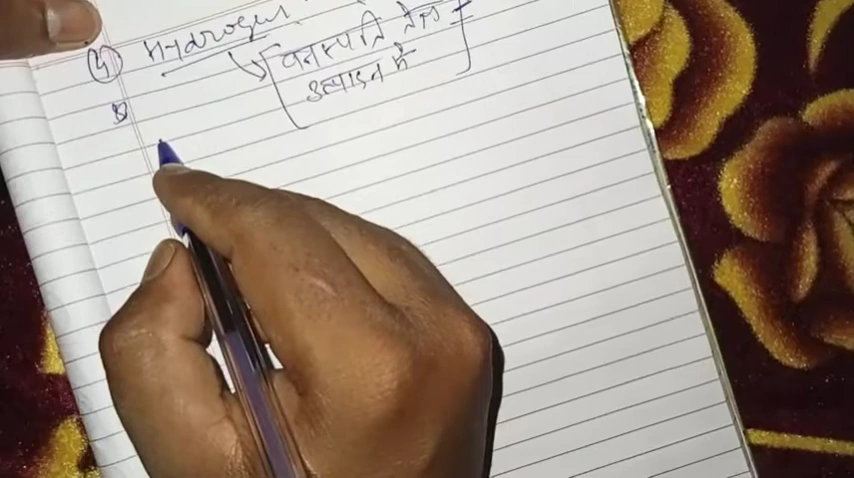 (4) Hydrogen
[वनस्पति तेल
उत्पादन में]